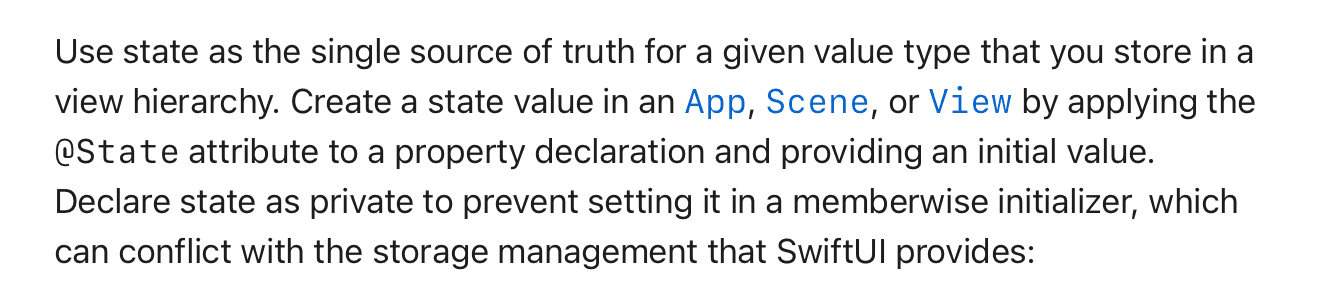 Use state as the single source of truth for a given value type that you store in a
view hierarchy. Create a state value in an App, Scene, or View by applying the
@State attribute to a property declaration and providing an initial value.
Declare state as private to prevent setting it in a memberwise initializer, which
can conflict with the storage management that SwiftUI provides: